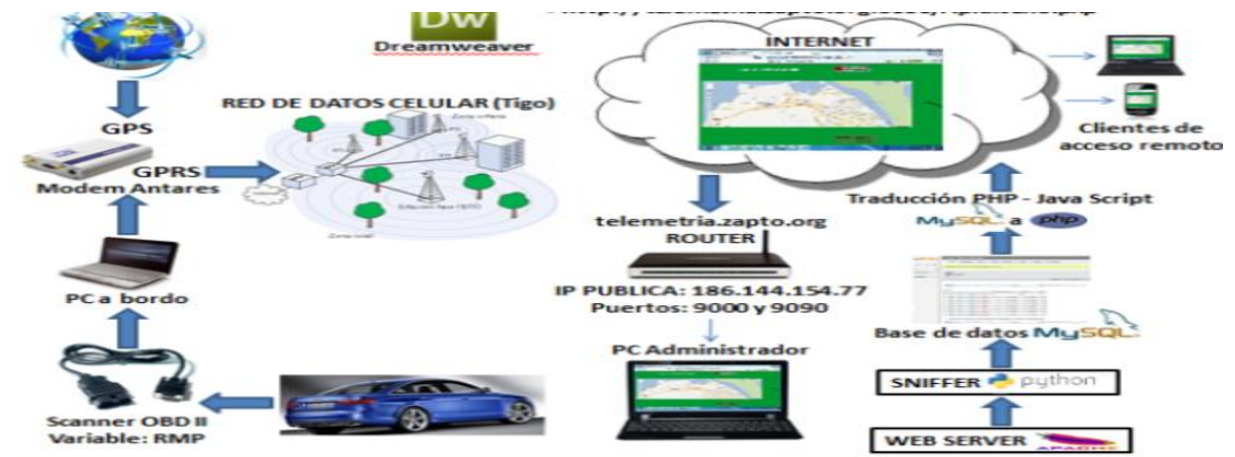 DW
Dreamweaver
INTERNET
RED DE DATOS CELULAR (Tigo)
GPS
GPRS
Modem Antares
PC a bordo
Scanner OBD II
Variable: RMP
telemetria.zapto.org
ROUTER
IP PUBLICA: 186.144.154.77
Puertos: 9000 y 9090
PC Administrador
Clientes de
acceso remoto
Traducción PHP - Java Script
MySQL a php
Base de datos MySQL
SNIFFER python
WEB SERVER APACHE